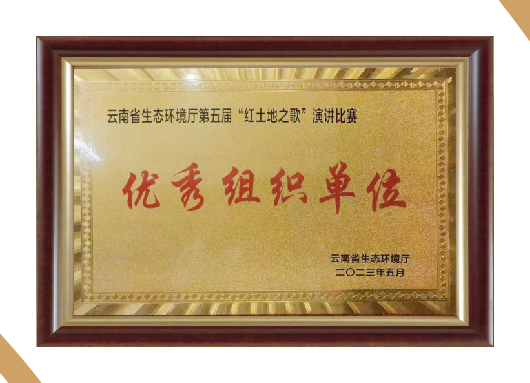 云南省生态环境厅第五届“红土地之歌”演讲比赛
优秀组织单位
云南省生态环境厅
二〇二三年五月